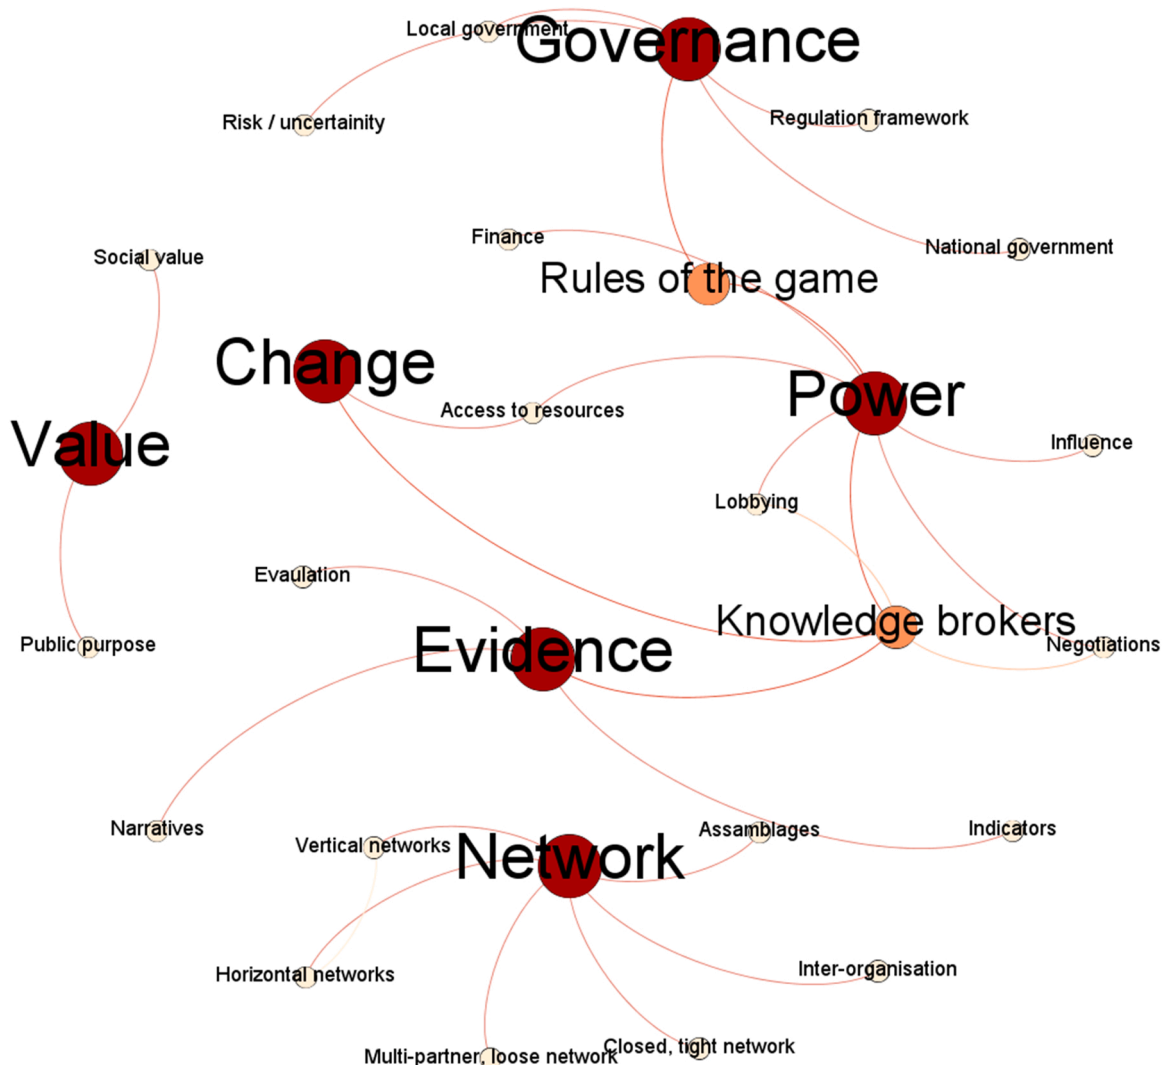 Local government
Governance
Risk / uncertainity
Regulation framework
Finance
National government
Social value
Rules of the game
Change
Power
Access to resources
Value
Influence
Lobbying
Evaulation
Knowledge brokers
Public purpose
Evidence
Negotiations
Narratives
Vertical networks
Network
Assamblages
Indicators
Horizontal networks
Inter-organisation
Multi-partner, loose network
Closed, tight network